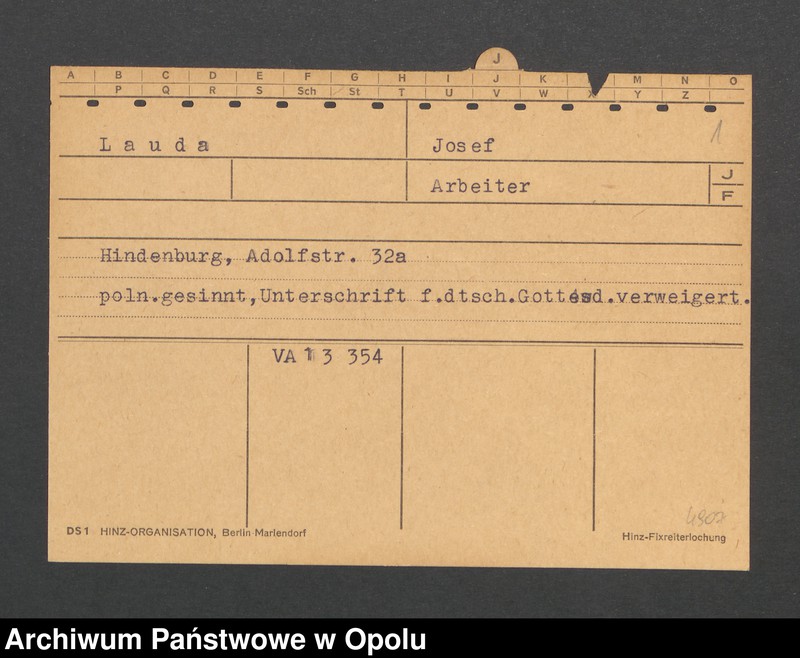 J
A B C D E F G H I J K M N O
P Q R S Sch St T U V W X Y Z
1
Lauda Josef
Arbeiter J
F
Hindenburg, Adolfstr. 32a
poln.gesinnt,Unterschrift f.dtsch.Gottesd.verweigert.
VA 13 354
DS1 HINZ-ORGANISATION, Berlin-Mariendorf
Hinz-Fixreiterlochung
Archiwum Państwowe w Opolu